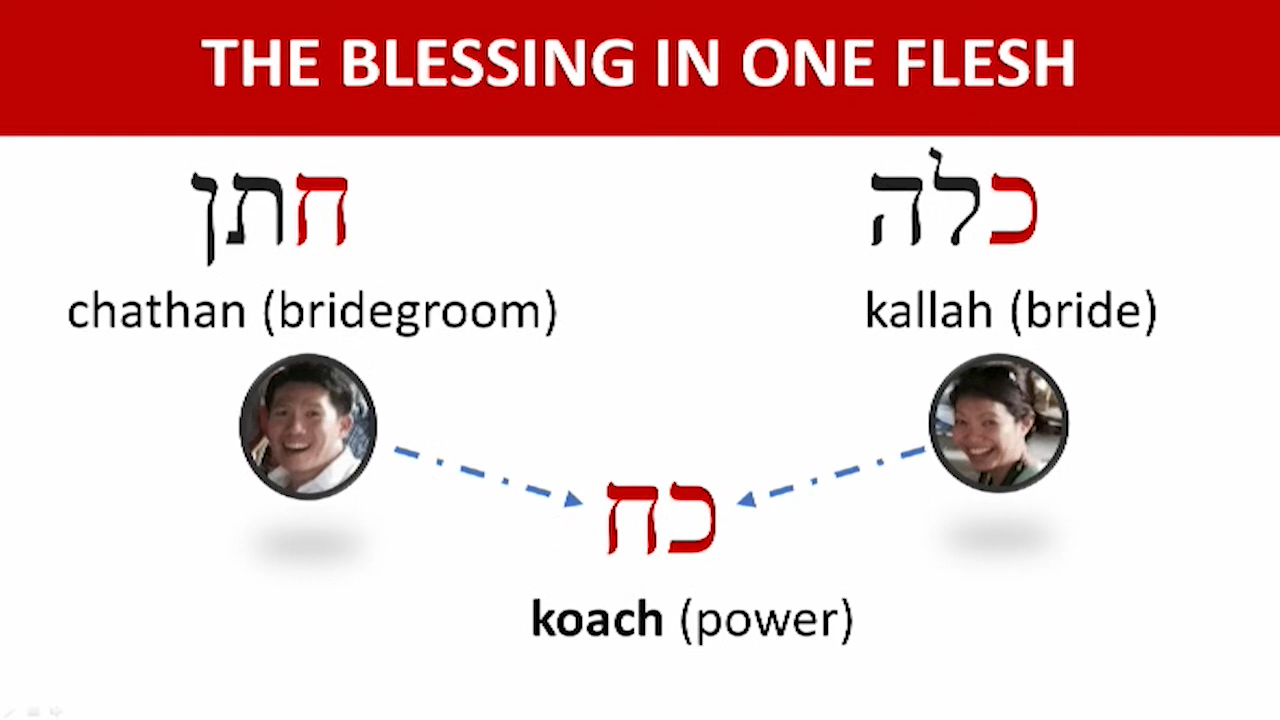 THE BLESSING IN ONE FLESH
חתן
כלה
chathan (bridegroom)
kallah (bride)
כח
koach (power)